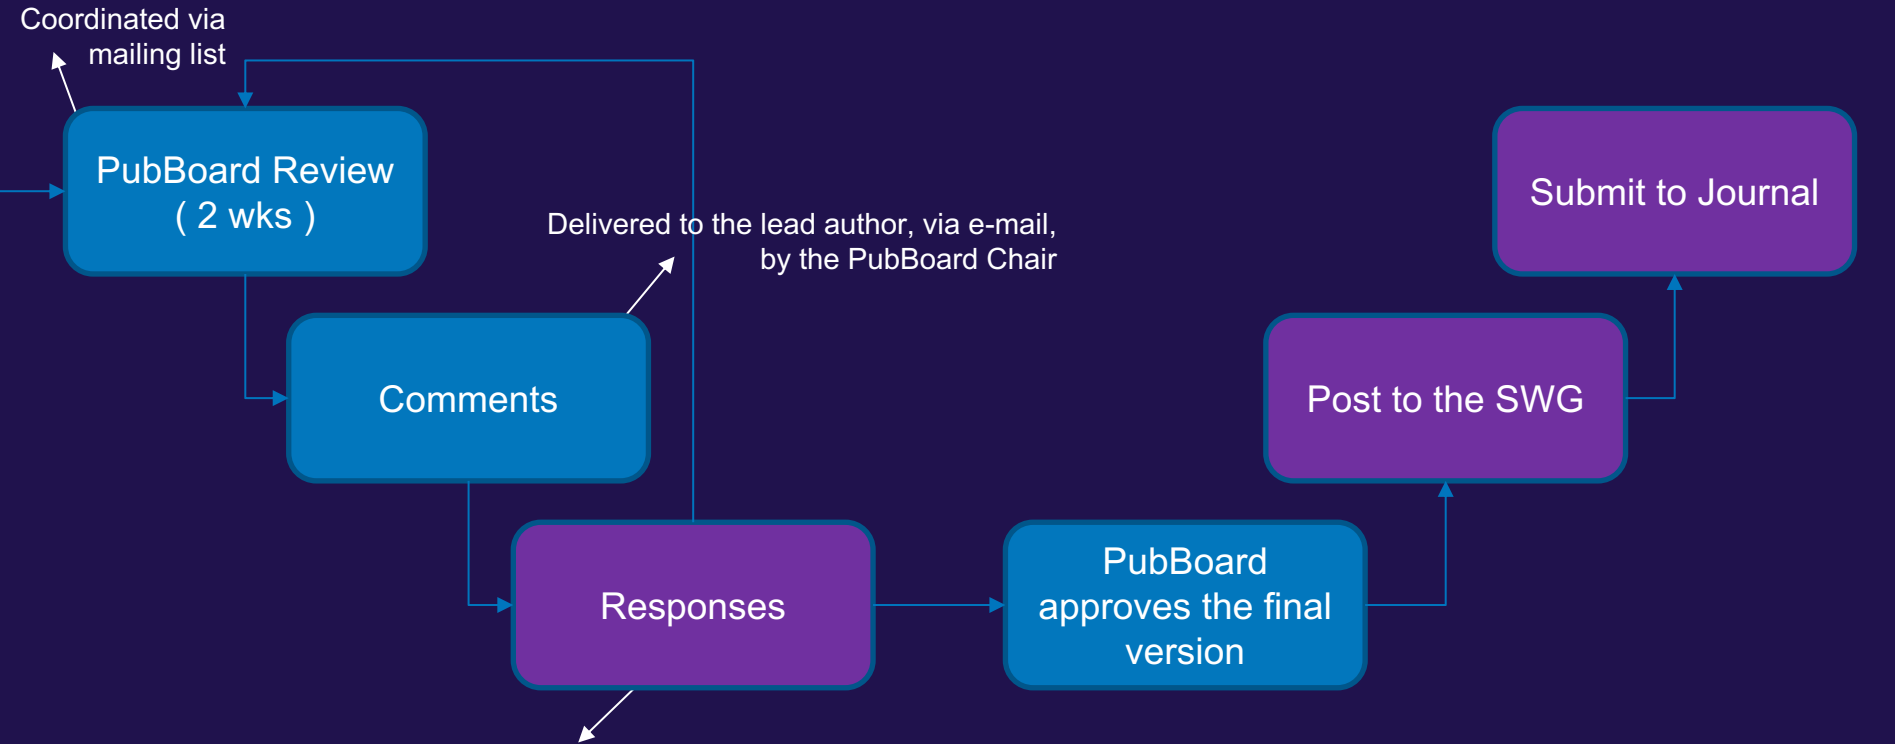 Coordinated via
mailing list
PubBoard Review
( 2 wks )
Delivered to the lead author, via e-mail,
by the PubBoard Chair
Comments
Responses
PubBoard
approves the final
version
Post to the SWG
Submit to Journal